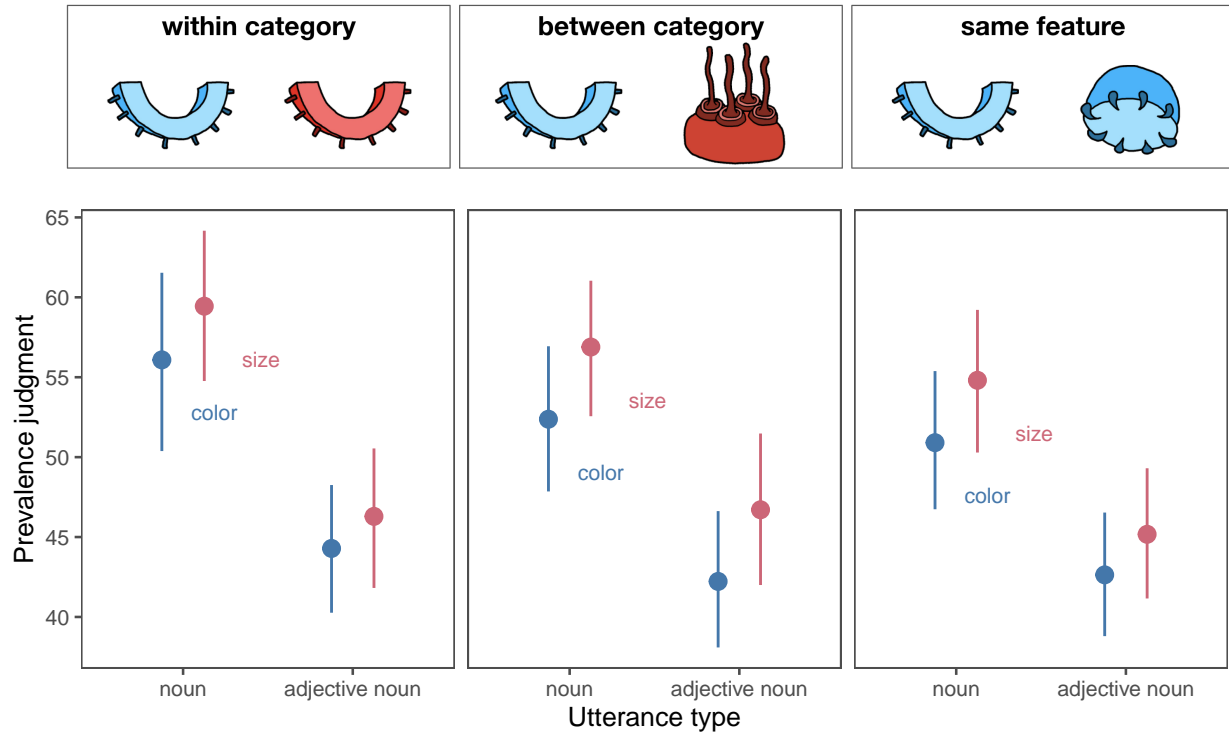 within category
between category
same feature
Prevalence judgment
65
60
55
50
45
40
size
color
size
color
size
color
noun
adjective noun
noun
adjective noun
noun
adjective noun
Utterance type